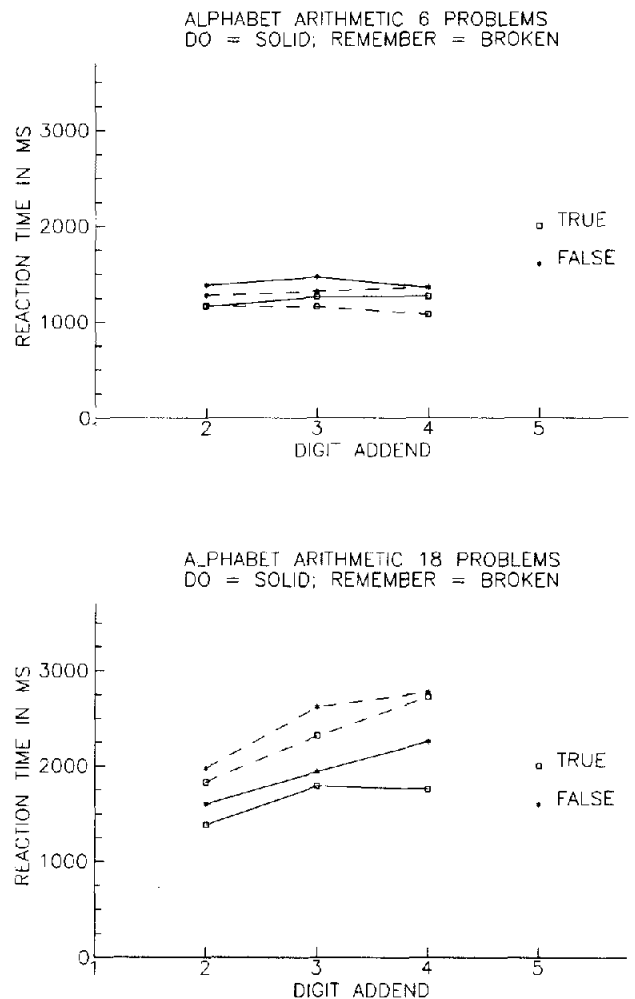 ALPHABET ARITHMETIC 6 PROBLEMS
DO = SOLID; REMEMBER = BROKEN
REACTION TIME IN MS
3000
2000
1000
0
TRUE
FALSE
2 3 4 5
DIGIT ADDEND
ALPHABET ARITHMETIC 18 PROBLEMS
DO = SOLID; REMEMBER = BROKEN
REACTION TIME IN MS
3000
2000
1000
0
TRUE
FALSE
1 2 3 4 5
DIGIT ADDEND